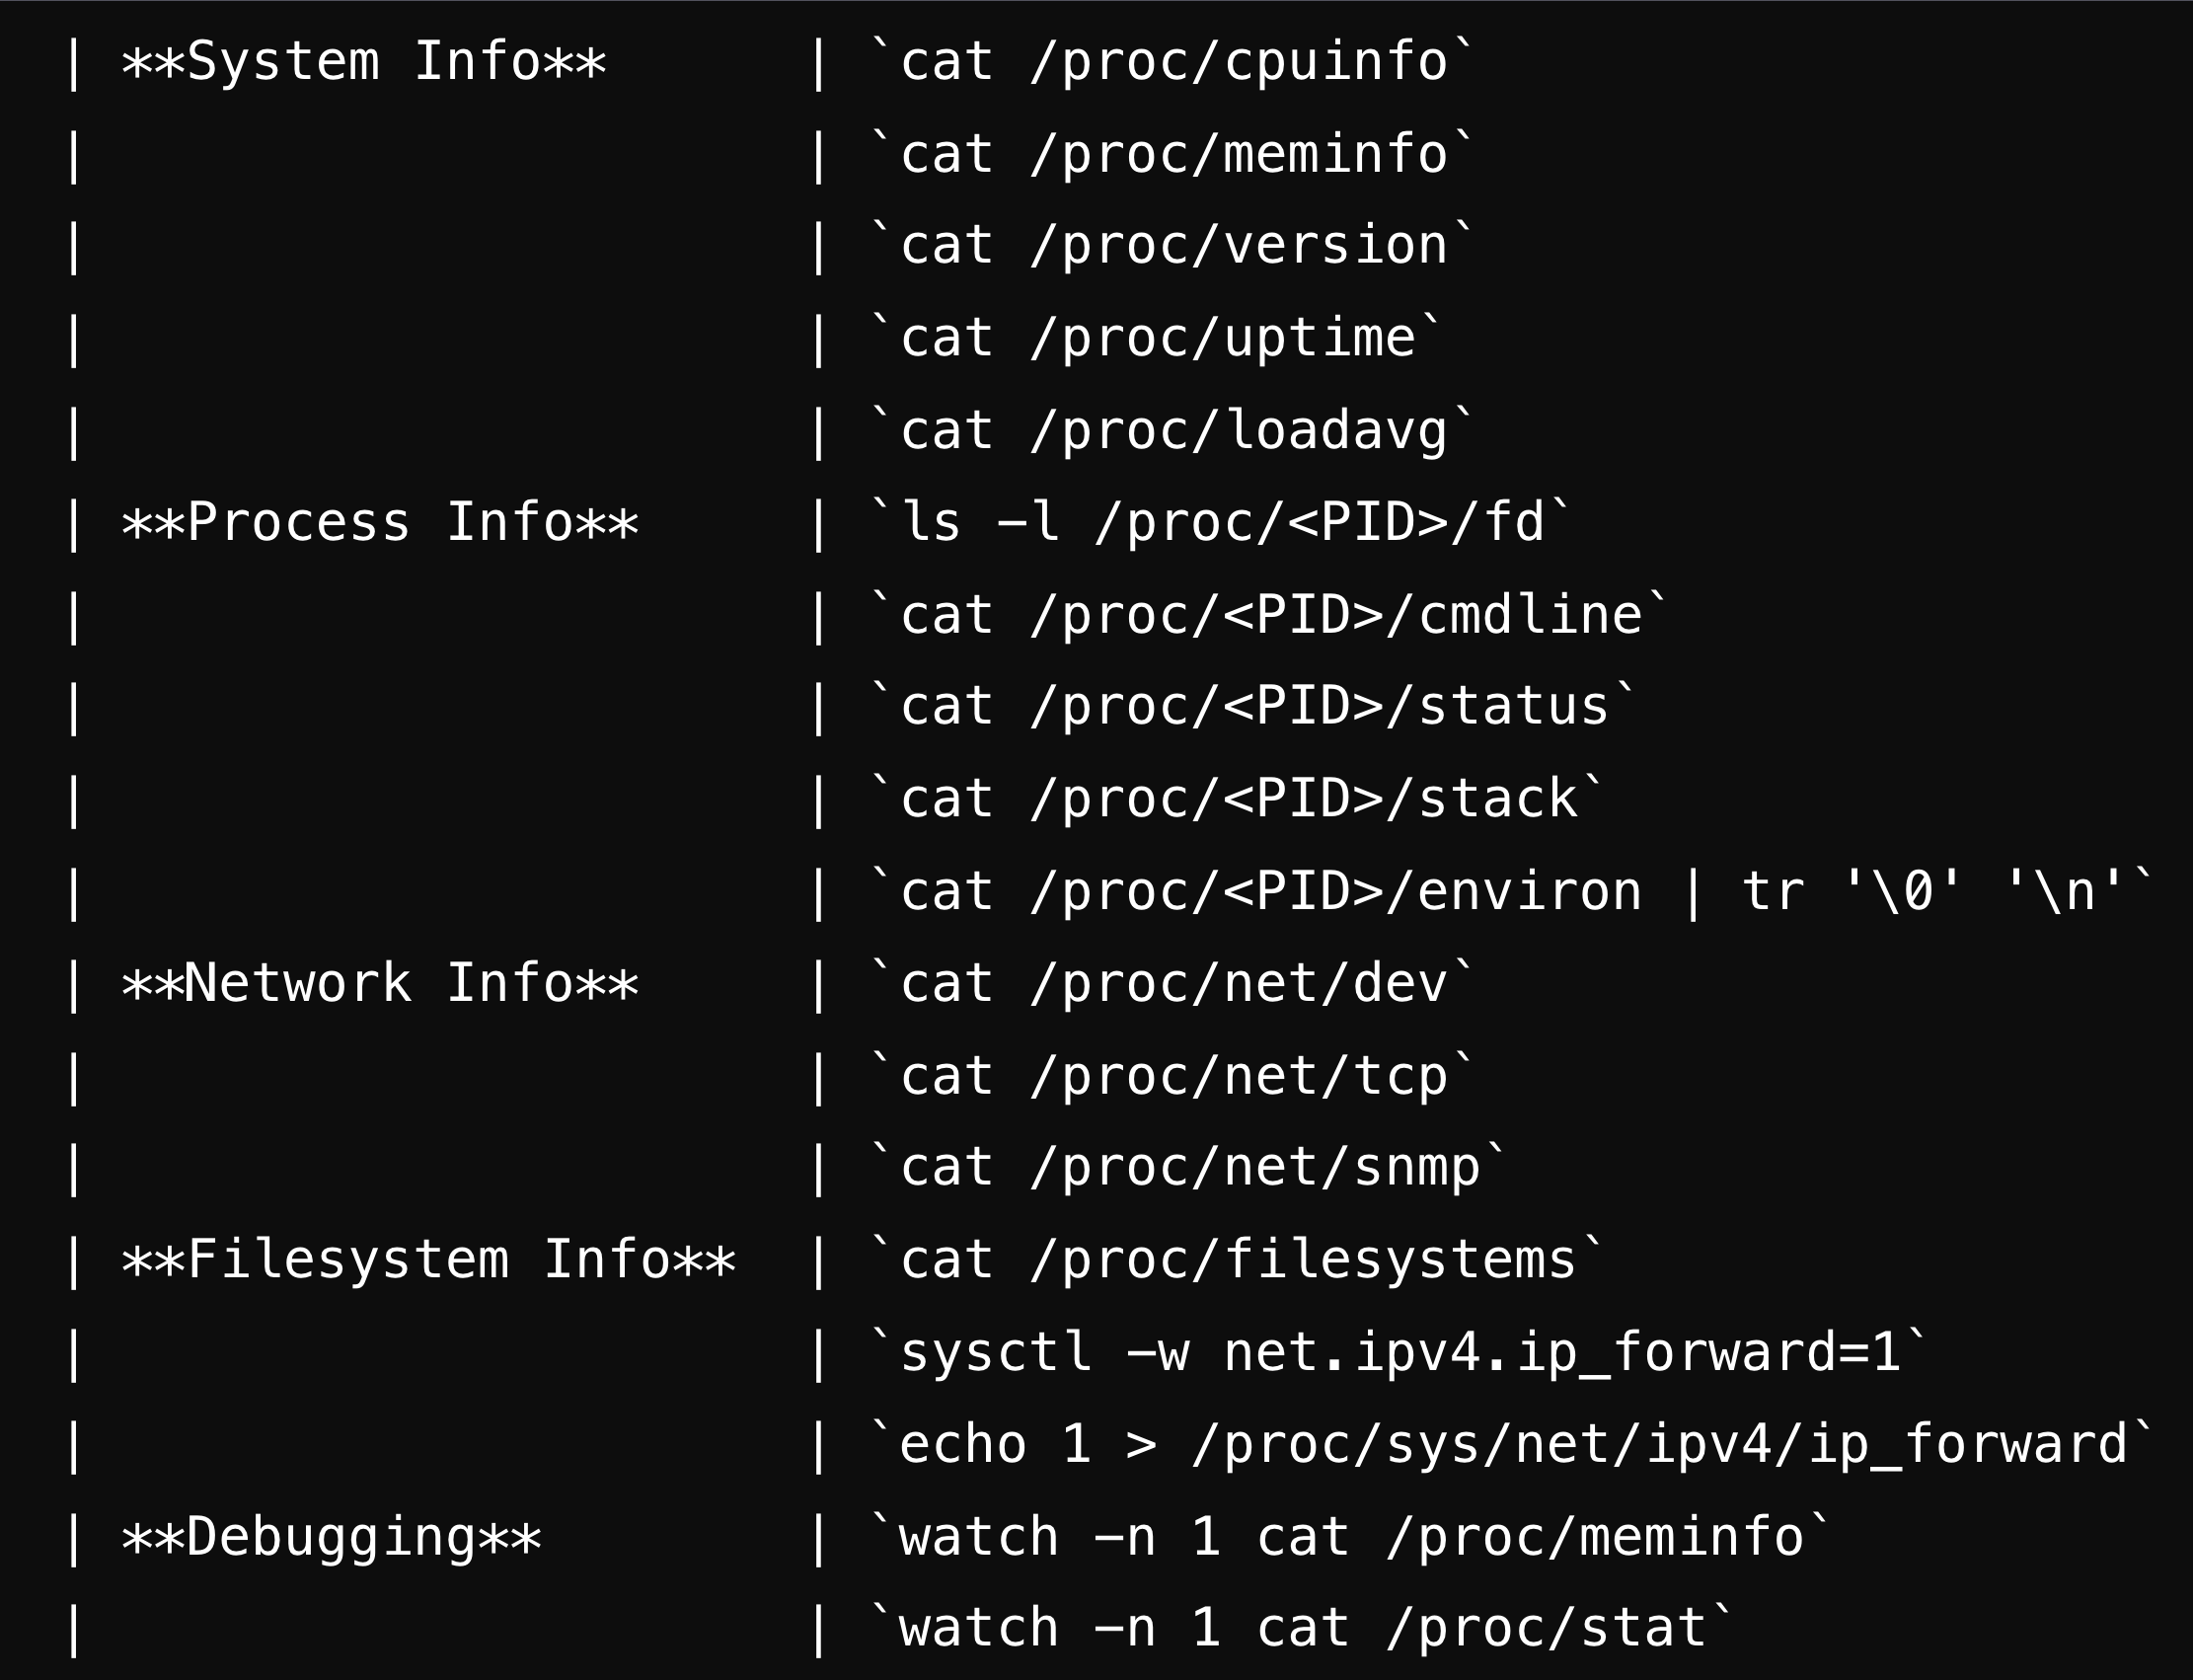 | **System Info**       | `cat /proc/cpuinfo`
|                       | `cat /proc/meminfo`
|                       | `cat /proc/version`
|                       | `cat /proc/uptime`
|                       | `cat /proc/loadavg`
| **Process Info**      | `ls -l /proc/<PID>/fd`
|                       | `cat /proc/<PID>/cmdline`
|                       | `cat /proc/<PID>/status`
|                       | `cat /proc/<PID>/stack`
|                       | `cat /proc/<PID>/environ | tr '\0' '\n'`
| **Network Info**      | `cat /proc/net/dev`
|                       | `cat /proc/net/tcp`
|                       | `cat /proc/net/snmp`
| **Filesystem Info**   | `cat /proc/filesystems`
|                       | `sysctl -w net.ipv4.ip_forward=1`
|                       | `echo 1 > /proc/sys/net/ipv4/ip_forward`
| **Debugging**         | `watch -n 1 cat /proc/meminfo`
|                       | `watch -n 1 cat /proc/stat`